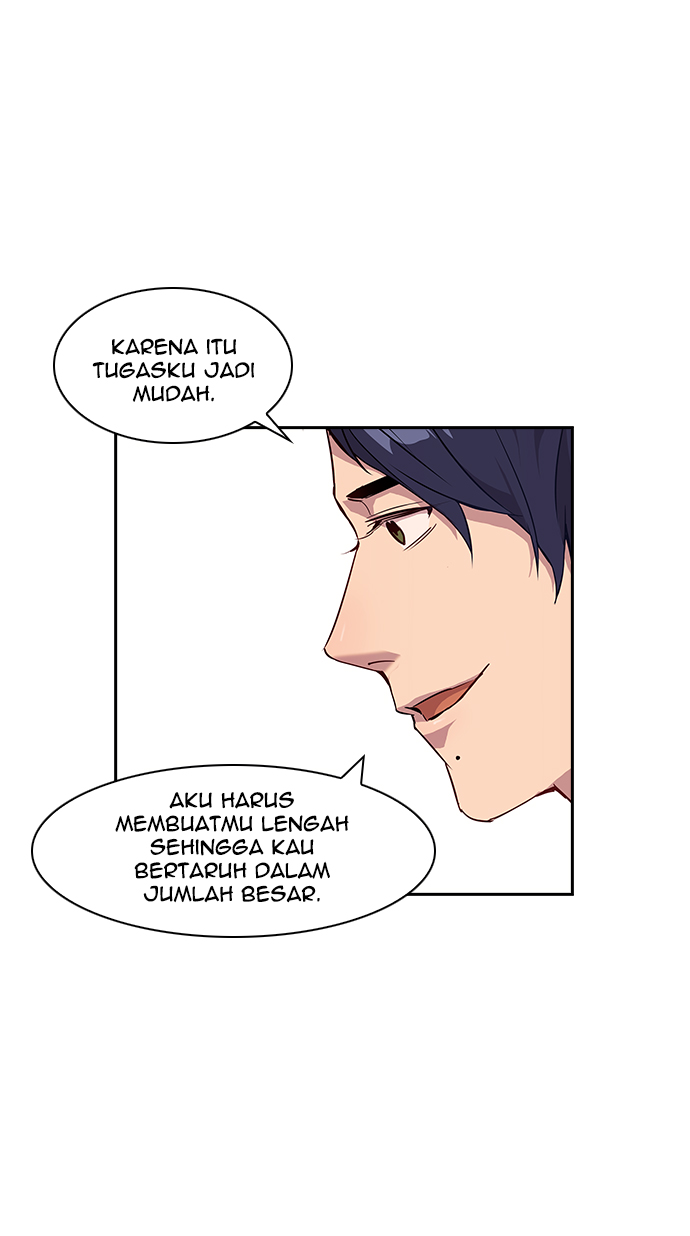 KARENA ITU
TUGASKU JADI
MUDAH.
AKU HARUS
MEMBUATMU LENGAH
SEHINGGA KAU
BERTARUH DALAM
JUMLAH BESAR.